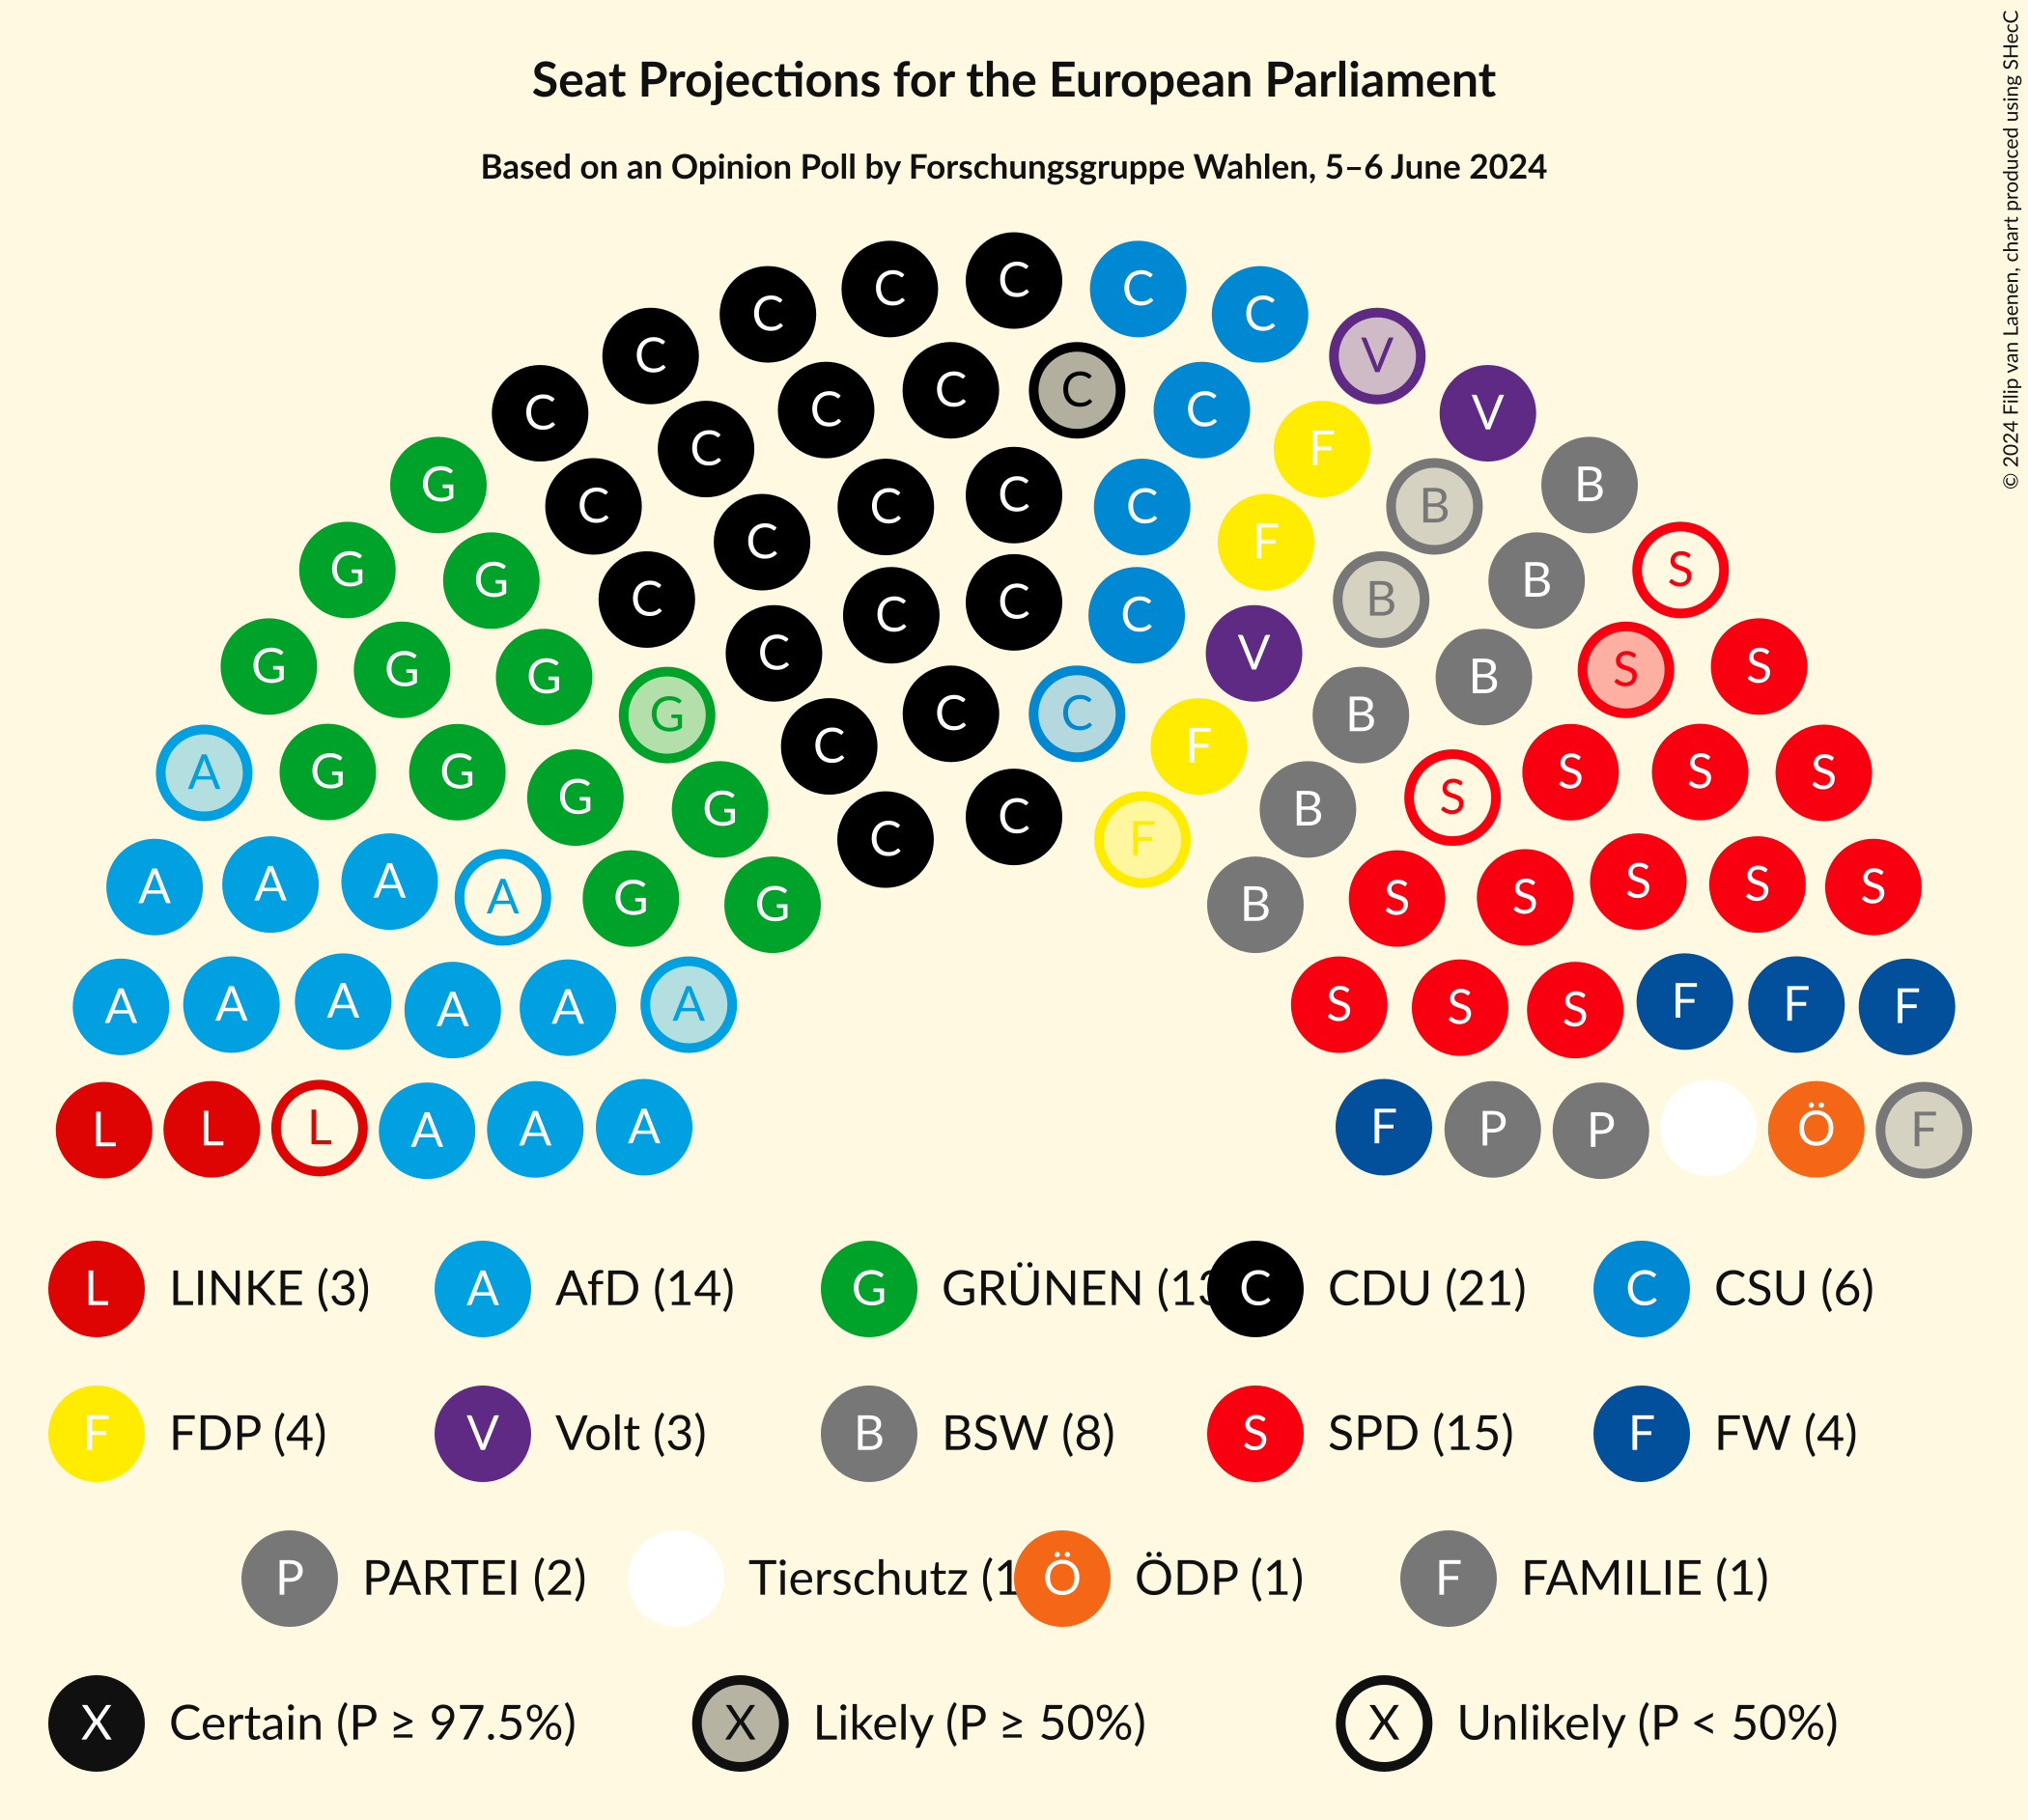 Seat Projections for the European Parliament
Based on an Opinion Poll by Forschungsgruppe Wahlen, 5–6 June 2024
© 2024 Filip van Laenen, chart produced using SHecC
C C C C C
C C V
C C C C C V
C F
G C C B B
C C C
G G C C F B S
C C C B
G G G C V B S S
G C C C B
A G G G G C F B S S S S
C C F
A A A A G G B S S S S S
A A A A A A S S S F F F
L L L A A A F P P Ö F
L LINKE (3) A AfD (14) G GRÜNEN (13 C CDU (21) C CSU (6)
F FDP (4) V Volt (3) B BSW (8) S SPD (15) F FW (4)
P PARTEI (2) Tierschutz (1 Ö ÖDP (1) F FAMILIE (1)
X Certain (P ≥ 97.5%) X Likely (P ≥ 50%) X Unlikely (P < 50%)